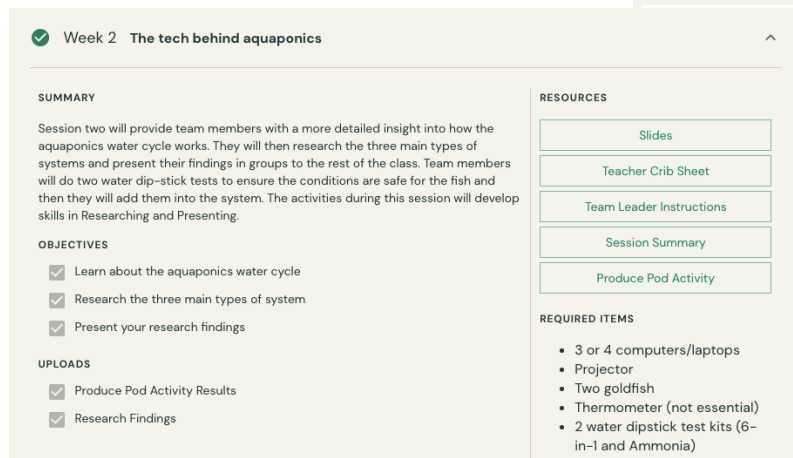 Week 2 The tech behind aquaponics
SUMMARY
Session two will provide team members with a more detailed insight into how the
aquaponics water cycle works. They will then research the three main types of
systems and present their findings in groups to the rest of the class. Team members
will do two water dip-stick tests to ensure the conditions are safe for the fish and
then they will add them into the system. The activities during this session will develop
skills in Researching and Presenting.
OBJECTIVES
Learn about the aquaponics water cycle
Research the three main types of system
Present your research findings
UPLOADS
Produce Pod Activity Results
Research Findings
RESOURCES
Slides
Teacher Crib Sheet
Team Leader Instructions
Session Summary
Produce Pod Activity
REQUIRED ITEMS
• 3 or 4 computers/laptops
• Projector
• Two goldfish
• Thermometer (not essential)
• 2 water dipstick test kits (6-
in-1 and Ammonia)